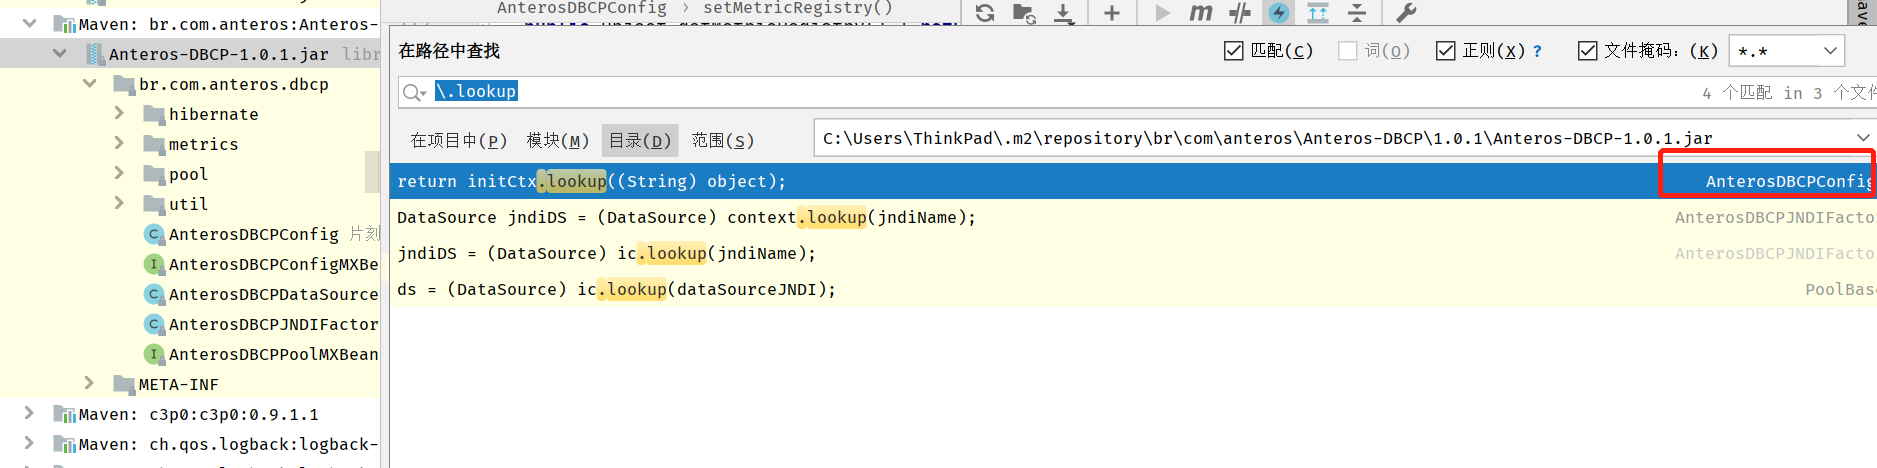 Maven: br.com.anteros:Anteros-
Anteros-DBCP-1.0.1.jar libr
br.com.anteros.dbcp
hibernate
metrics
pool
util
AnterosDBCPConfig 片刻
AnterosDBCPConfigMXBe
AnterosDBCPDataSource
AnterosDBCPJNDIFactor
AnterosDBCPPoolMXBean
META-INF
Maven: c3p0:c3p0:0.9.1.1
Maven: ch.qos.logback:logback-
AnterosDBCPConfig › setMetricRegistry()
在路径中查找
匹配(C)
词(O)
正则(X) ?
文件掩码: (K)
*.*
\.lookup
4 个匹配 in 3 个文件
在项目中(P) 模块(M) 目录(D) 范围(S)
C:\Users\ThinkPad\.m2\repository\br\com\anteros\Anteros-DBCP\1.0.1\Anteros-DBCP-1.0.1.jar
return initCtx.lookup((String) object); AnterosDBCPConfig
DataSource jndiDS = (DataSource) context.lookup(jndiName); AnterosDBCPJNDIFacto
jndiDS = (DataSource) ic.lookup(jndiName); AnterosDBCPJNDIFacto
ds = (DataSource) ic.lookup(dataSourceJNDI); PoolBas